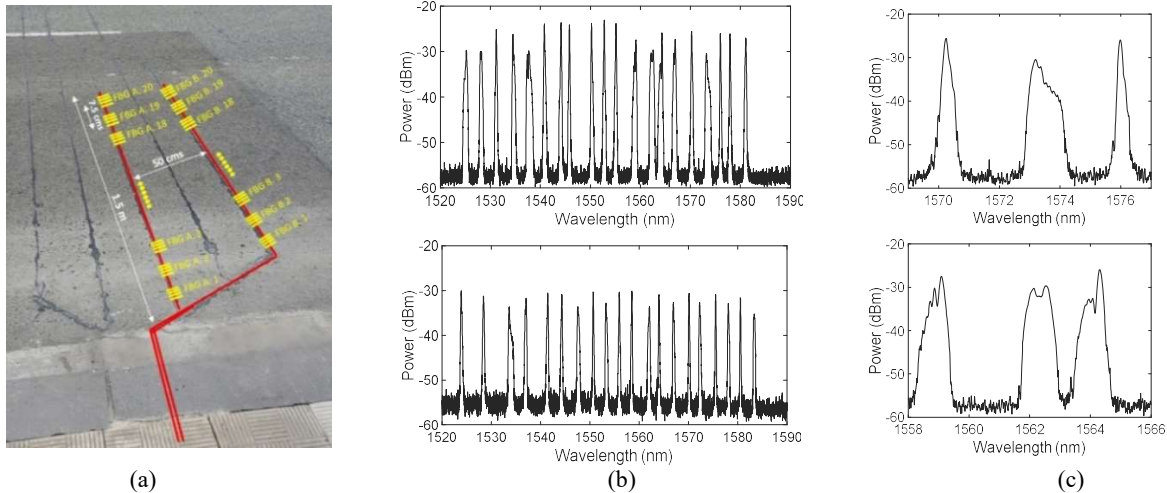 FBG A. 20
FBG A. 19
FBG A. 18
FBG B. 20
FBG B. 19
FBG B. 18
7.5 cms
50 cms
1.5 m
FBG B. 3
FBG B.2
FBG B. 1
FBG A. 3
FBG A. 2
FBG A. 1
(a)
-20
-30
-40
-50
-60
Power (dBm)
1520 1530 1540 1550 1560 1570 1580 1590
Wavelength (nm)
-20
-30
-40
-50
-60
Power (dBm)
1520 1530 1540 1550 1560 1570 1580 1590
Wavelength (nm)
(b)
-20
-30
-40
-50
-60
Power (dBm)
1570 1572 1574 1576
Wavelength (nm)
-20
-30
-40
-50
-60
Power (dBm)
1558 1560 1562 1564 1566
Wavelength (nm)
(c)